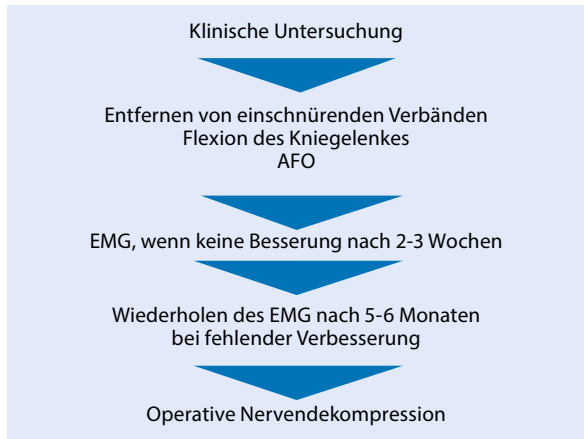 Klinische Untersuchung
Entfernen von einschnürenden Verbänden
Flexion des Kniegelenkes
AFO
EMG, wenn keine Besserung nach 2-3 Wochen
Wiederholen des EMG nach 5-6 Monaten
bei fehlender Verbesserung
Operative Nervendekompression